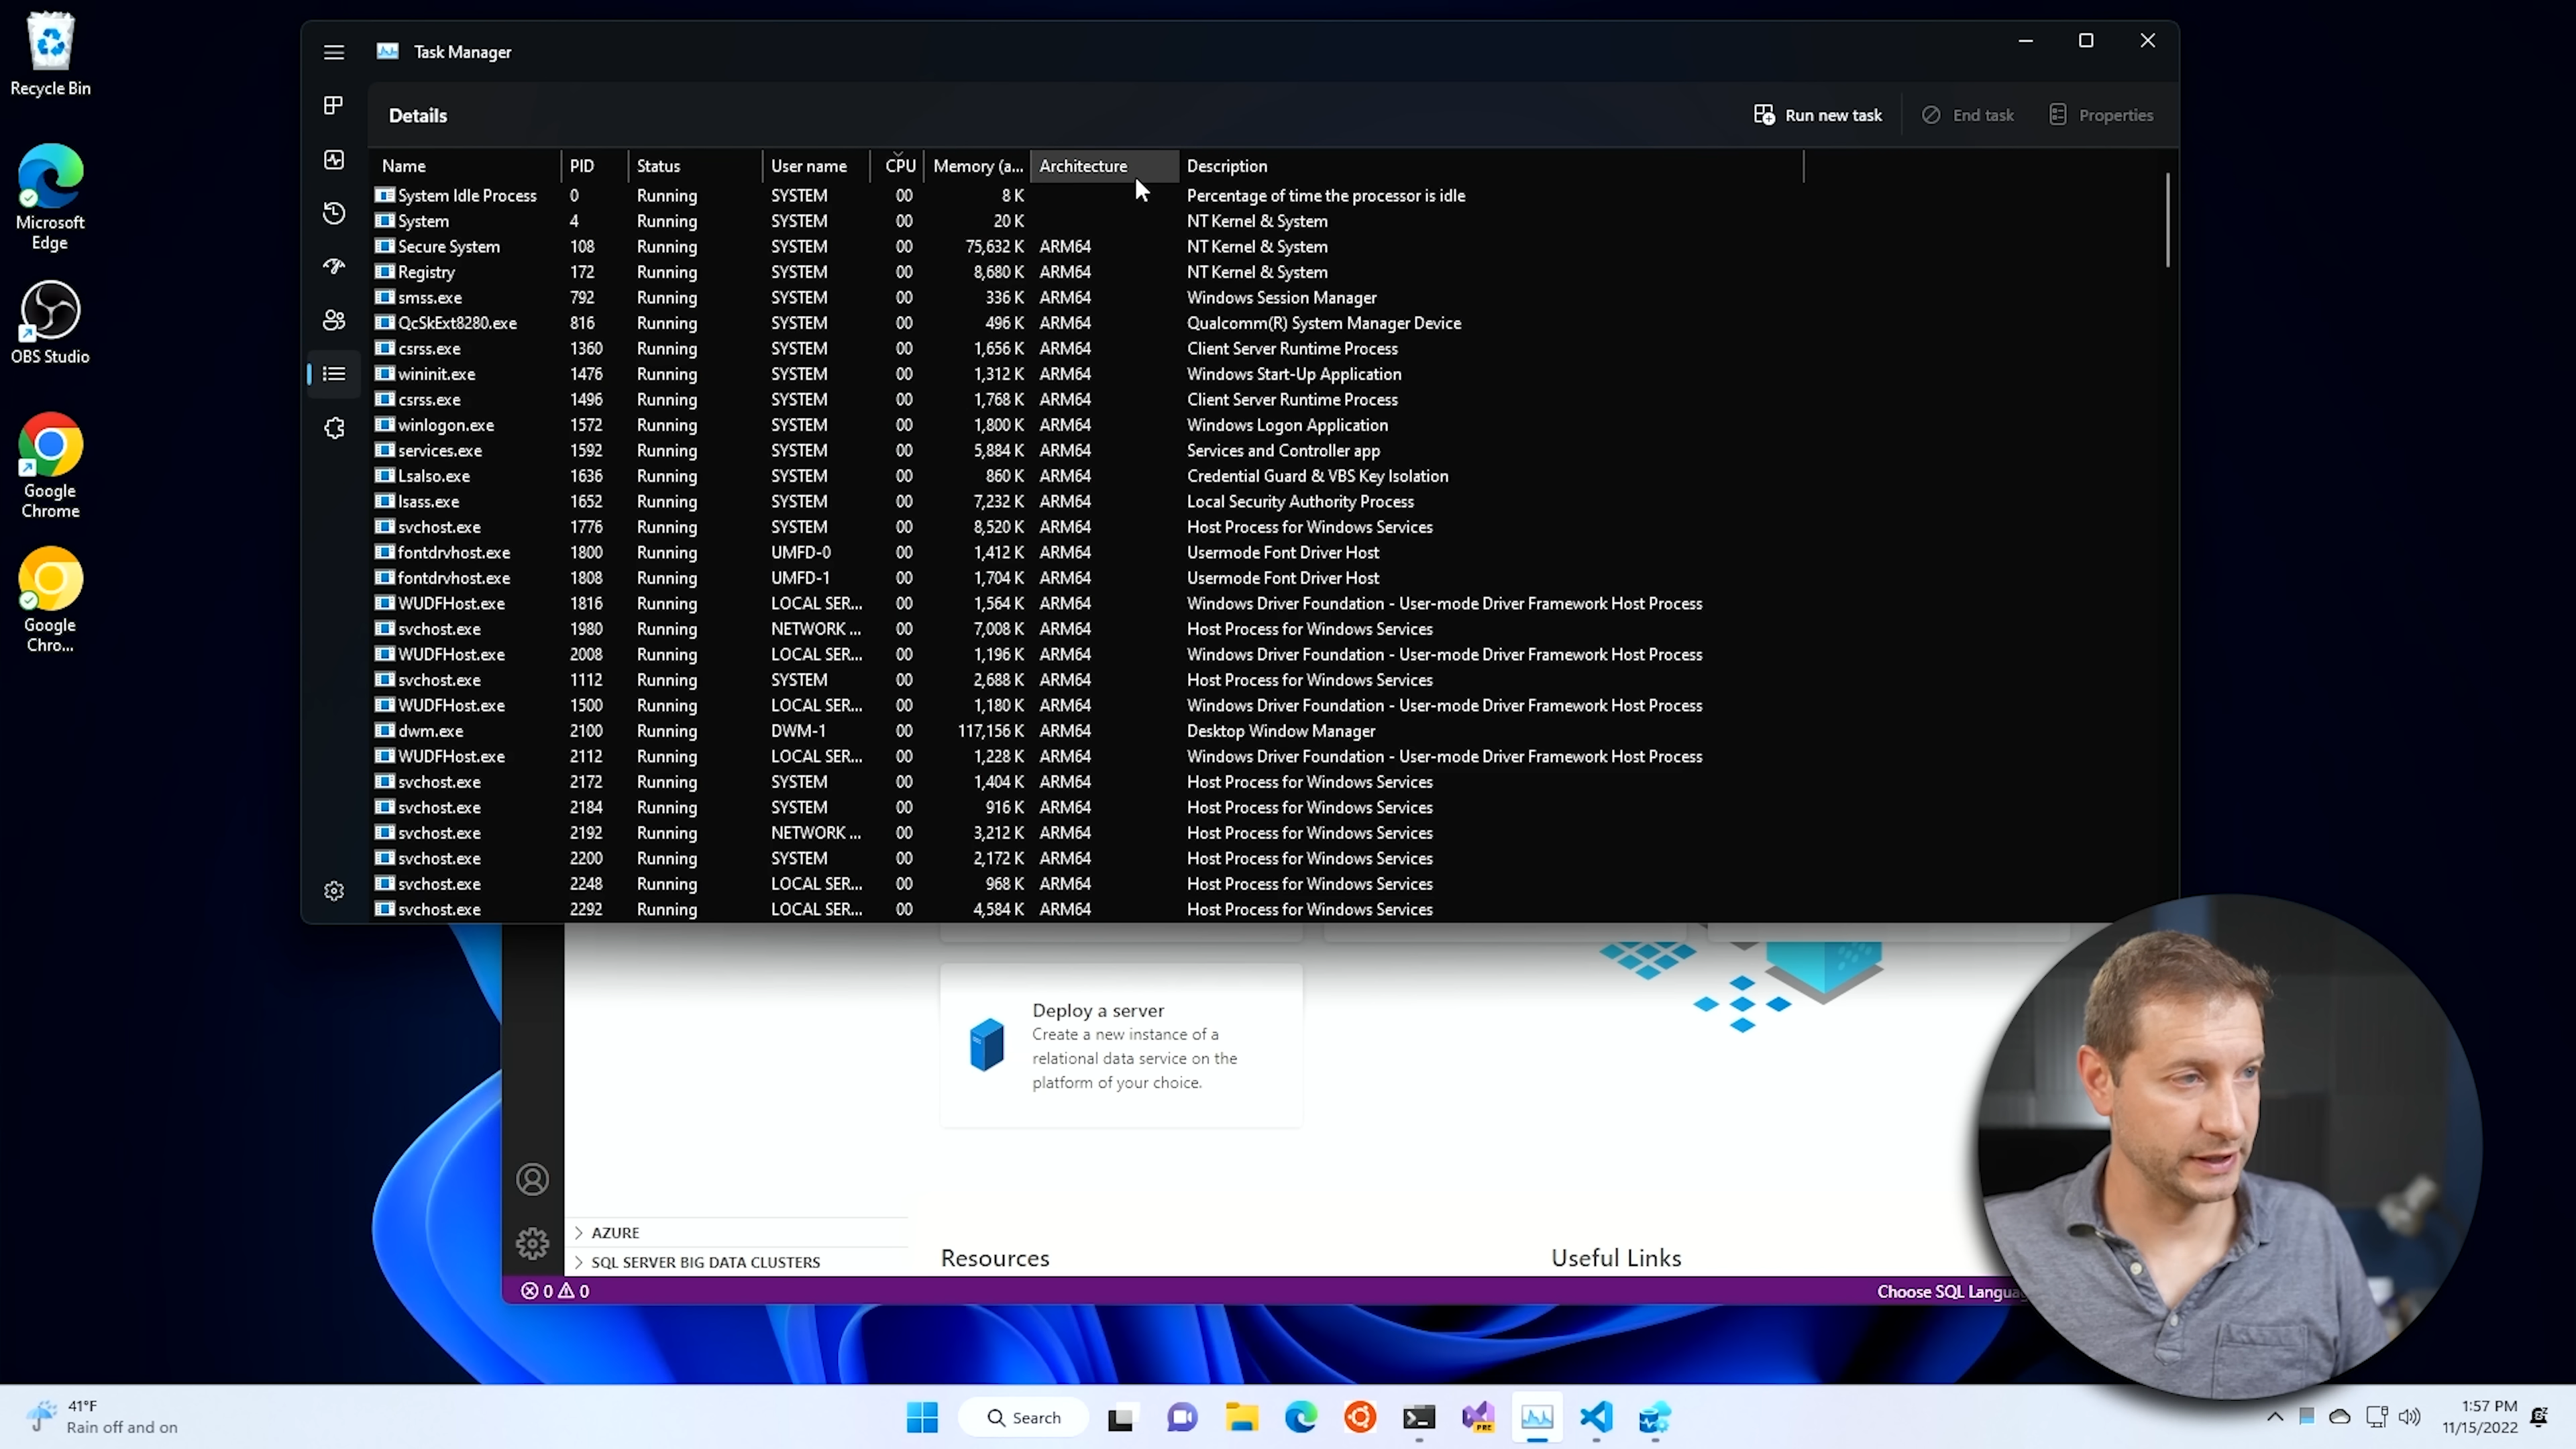 Recycle Bin
Microsoft
Edge
OBS Studio
Google
Chrome
Google
Chro...
Task Manager
Details
Run new task
End task
Properties
Name PID Status User name CPU Memory (a... Architecture Description
System Idle Process 0 Running SYSTEM 00 8 K Percentage of time the processor is idle
System 4 Running SYSTEM 00 20 K NT Kernel & System
Secure System 108 Running SYSTEM 00 75,632 K ARM64 NT Kernel & System
Registry 172 Running SYSTEM 00 8,680 K ARM64 NT Kernel & System
smss.exe 792 Running SYSTEM 00 336 K ARM64 Windows Session Manager
QcSkExt8280.exe 816 Running SYSTEM 00 496 K ARM64 Qualcomm(R) System Manager Device
csrss.exe 1360 Running SYSTEM 00 1,656 K ARM64 Client Server Runtime Process
wininit.exe 1476 Running SYSTEM 00 1,312 K ARM64 Windows Start-Up Application
csrss.exe 1496 Running SYSTEM 00 1,768 K ARM64 Client Server Runtime Process
winlogon.exe 1572 Running SYSTEM 00 1,800 K ARM64 Windows Logon Application
services.exe 1592 Running SYSTEM 00 5,884 K ARM64 Services and Controller app
LsaIso.exe 1636 Running SYSTEM 00 860 K ARM64 Credential Guard & VBS Key Isolation
lsass.exe 1652 Running SYSTEM 00 7,232 K ARM64 Local Security Authority Process
svchost.exe 1776 Running SYSTEM 00 8,520 K ARM64 Host Process for Windows Services
fontdrvhost.exe 1800 Running UMFD-0 00 1,412 K ARM64 Usermode Font Driver Host
fontdrvhost.exe 1808 Running UMFD-1 00 1,704 K ARM64 Usermode Font Driver Host
WUDFHost.exe 1816 Running LOCAL SER... 00 1,564 K ARM64 Windows Driver Foundation - User-mode Driver Framework Host Process
svchost.exe 1980 Running NETWORK ... 00 7,008 K ARM64 Host Process for Windows Services
WUDFHost.exe 2008 Running LOCAL SER... 00 1,196 K ARM64 Windows Driver Foundation - User-mode Driver Framework Host Process
svchost.exe 1112 Running SYSTEM 00 2,688 K ARM64 Host Process for Windows Services
WUDFHost.exe 1500 Running LOCAL SER... 00 1,180 K ARM64 Windows Driver Foundation - User-mode Driver Framework Host Process
dwm.exe 2100 Running DWM-1 00 117,156 K ARM64 Desktop Window Manager
WUDFHost.exe 2112 Running LOCAL SER... 00 1,228 K ARM64 Windows Driver Foundation - User-mode Driver Framework Host Process
svchost.exe 2172 Running SYSTEM 00 1,404 K ARM64 Host Process for Windows Services
svchost.exe 2184 Running SYSTEM 00 916 K ARM64 Host Process for Windows Services
svchost.exe 2192 Running NETWORK ... 00 3,212 K ARM64 Host Process for Windows Services
svchost.exe 2200 Running SYSTEM 00 2,172 K ARM64 Host Process for Windows Services
svchost.exe 2248 Running LOCAL SER... 00 968 K ARM64 Host Process for Windows Services
svchost.exe 2292 Running LOCAL SER... 00 4,584 K ARM64 Host Process for Windows Services
Deploy a server
Create a new instance of a
relational data service on the
platform of your choice.
AZURE
SQL SERVER BIG DATA CLUSTERS
Resources
Useful Links
0 0
Choose SQL Languag
41°F
Rain off and on
Search
PRE
1:57 PM
11/15/2022